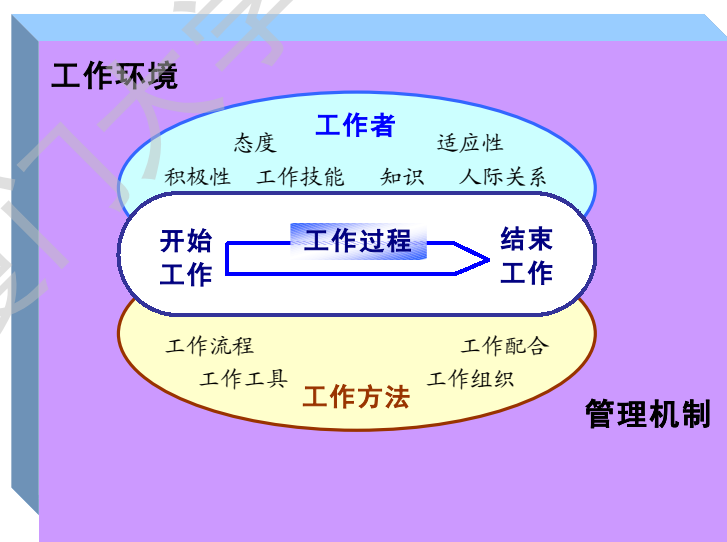 工作环境
工作者
态度
适应性
积极性 工作技能 知识 人际关系
开始
工作
工作过程
结束
工作
工作流程
工作配合
工作工具
工作组织
工作方法
管理机制
门大学